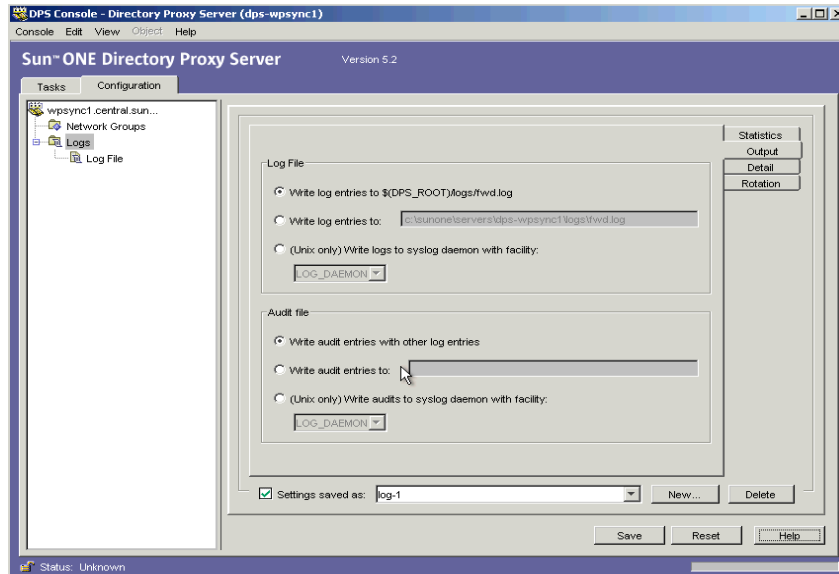 DPS Console - Directory Proxy Server (dps-wpsync1)
Console Edit View Object Help
Sun™ ONE Directory Proxy Server Version 5.2
Tasks Configuration
wpsync1.central.sun...
Network Groups
Logs
Log File
Statistics
Output
Detail
Rotation
Log File
Write log entries to $(DPS_ROOT)/logs/fwd.log
Write log entries to: c:\sunone\servers\dps-wpsync1\logs\fwd.log
(Unix only) Write logs to syslog daemon with facility:
LOG_DAEMON
Audit file
Write audit entries with other log entries
Write audit entries to:
(Unix only) Write audits to syslog daemon with facility:
LOG_DAEMON
Settings saved as: log-1 New... Delete
Save Reset Help
Status: Unknown